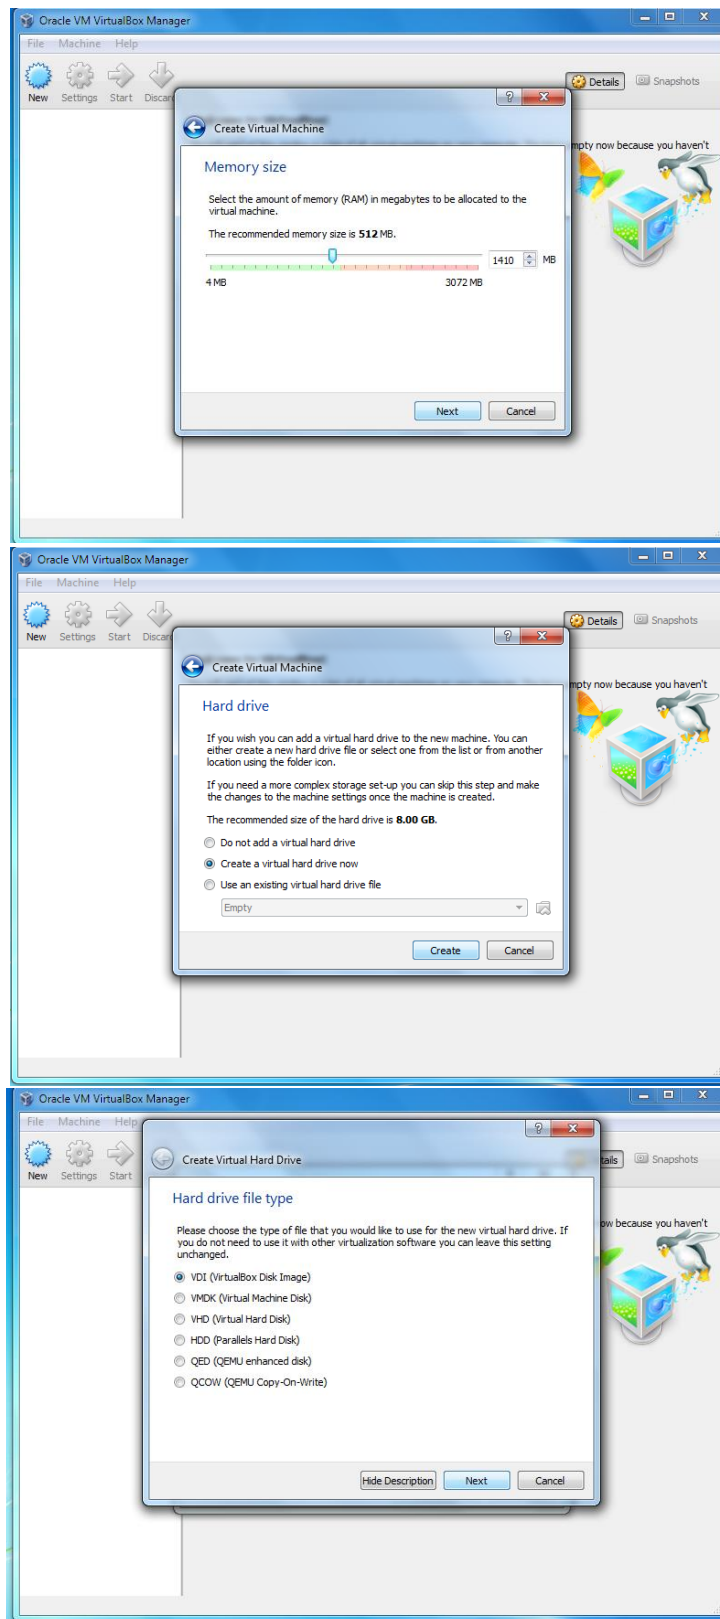 Oracle VM VirtualBox Manager
File Machine Help
New Settings Start Discard
Details Snapshots
Create Virtual Machine
mpty now because you haven't
Memory size
Select the amount of memory (RAM) in megabytes to be allocated to the
virtual machine.
The recommended memory size is 512 MB.
1410 MB
4 MB 3072 MB
Next Cancel
Oracle VM VirtualBox Manager
File Machine Help
New Settings Start Discard
Details Snapshots
Create Virtual Machine
mpty now because you haven't
Hard drive
If you wish you can add a virtual hard drive to the new machine. You can
either create a new hard drive file or select one from the list or from another
location using the folder icon.
If you need a more complex storage set-up you can skip this step and make
the changes to the machine settings once the machine is created.
The recommended size of the hard drive is 8.00 GB.
Do not add a virtual hard drive
Create a virtual hard drive now
Use an existing virtual hard drive file
Empty
Create Cancel
Oracle VM VirtualBox Manager
File Machine Help
New Settings Start
tails Snapshots
Create Virtual Hard Drive
ow because you haven't
Hard drive file type
Please choose the type of file that you would like to use for the new virtual hard drive. If
you do not need to use it with other virtualization software you can leave this setting
unchanged.
VDI (VirtualBox Disk Image)
VMDK (Virtual Machine Disk)
VHD (Virtual Hard Disk)
HDD (Parallels Hard Disk)
QED (QEMU enhanced disk)
QCOW (QEMU Copy-On-Write)
Hide Description Next Cancel